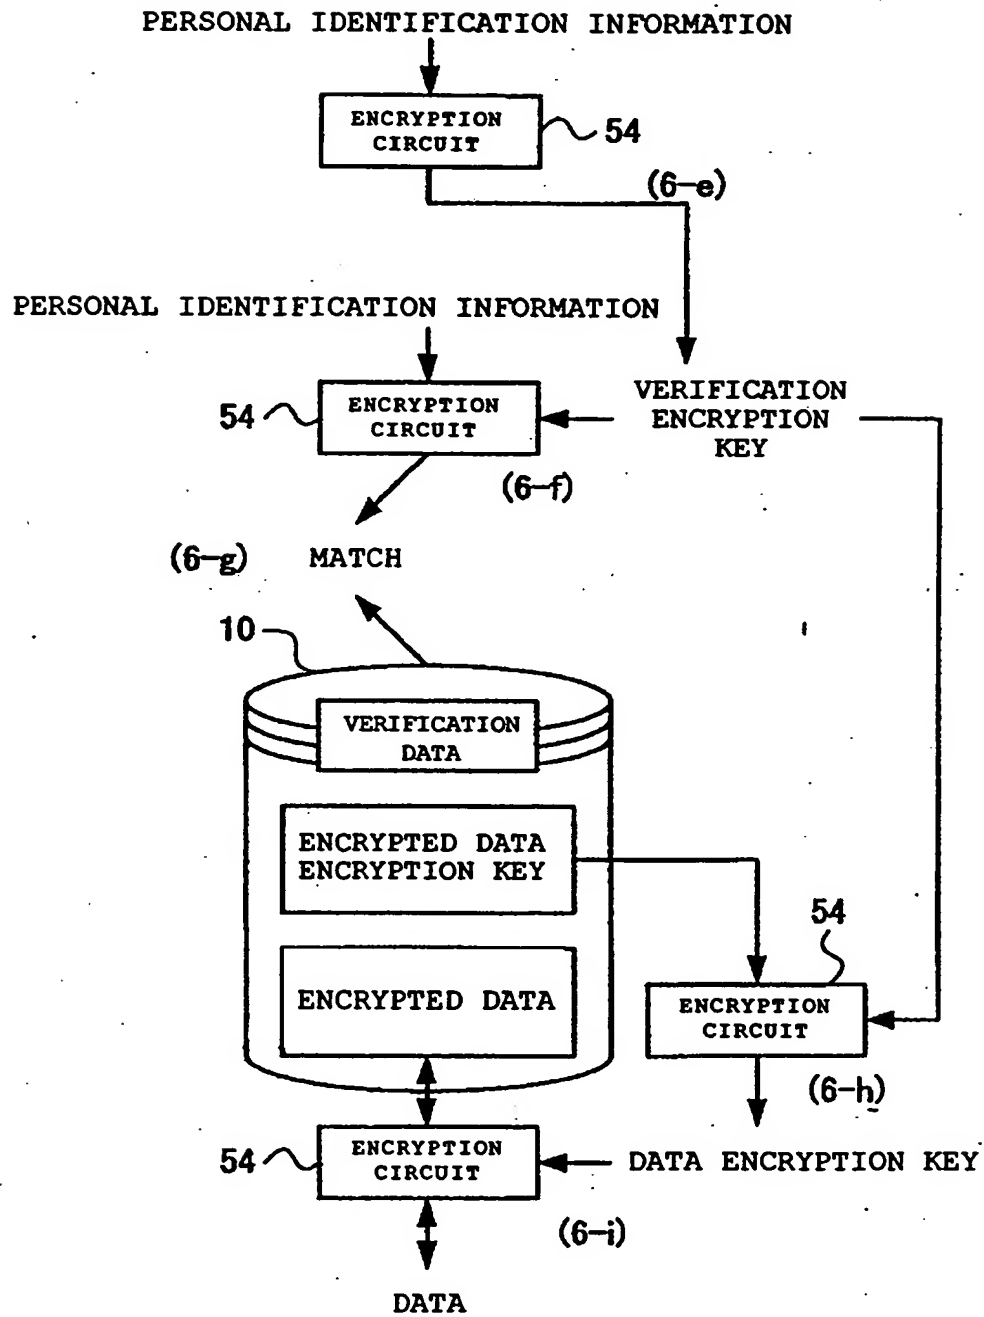 PERSONAL IDENTIFICATION INFORMATION
ENCRYPTION
CIRCUIT
54
(6-e)
PERSONAL IDENTIFICATION INFORMATION
54
ENCRYPTION
CIRCUIT
VERIFICATION
ENCRYPTION
KEY
(6-f)
(6-g)
MATCH
10
VERIFICATION
DATA
ENCRYPTED DATA
ENCRYPTION KEY
54
ENCRYPTED DATA
ENCRYPTION
CIRCUIT
(6-h)
54
ENCRYPTION
CIRCUIT
DATA ENCRYPTION KEY
(6-i)
DATA